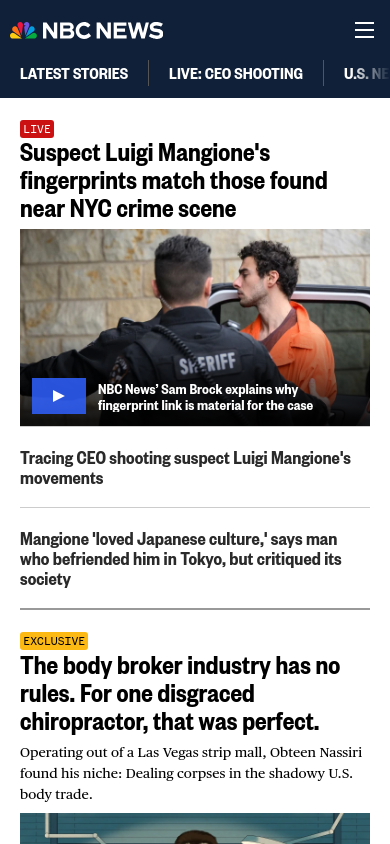 NBC NEWS
LATEST STORIES
LIVE: CEO SHOOTING
U.S. NE
LIVE
Suspect Luigi Mangione's
fingerprints match those found
near NYC crime scene
SHERIFF
NBC News’ Sam Brock explains why
fingerprint link is material for the case
Tracing CEO shooting suspect Luigi Mangione's
movements
Mangione 'loved Japanese culture,' says man
who befriended him in Tokyo, but critiqued its
society
EXCLUSIVE
The body broker industry has no
rules. For one disgraced
chiropractor, that was perfect.
Operating out of a Las Vegas strip mall, Obteen Nassiri
found his niche: Dealing corpses in the shadowy U.S.
body trade.